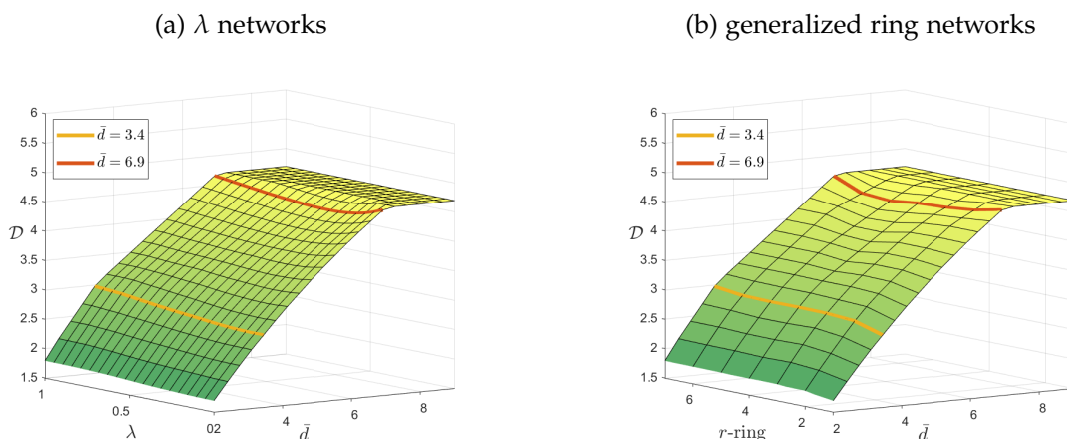 (a) λ networks
6
5.5
5
4.5
4
3.5
3
2.5
2
1.5
𝒟
d̄ = 3.4
d̄ = 6.9
1
0.5
0
λ
2
4
6
8
d̄
(b) generalized ring networks
6
5.5
5
4.5
4
3.5
3
2.5
2
1.5
𝒟
d̄ = 3.4
d̄ = 6.9
6
4
2
r-ring
2
4
6
8
d̄